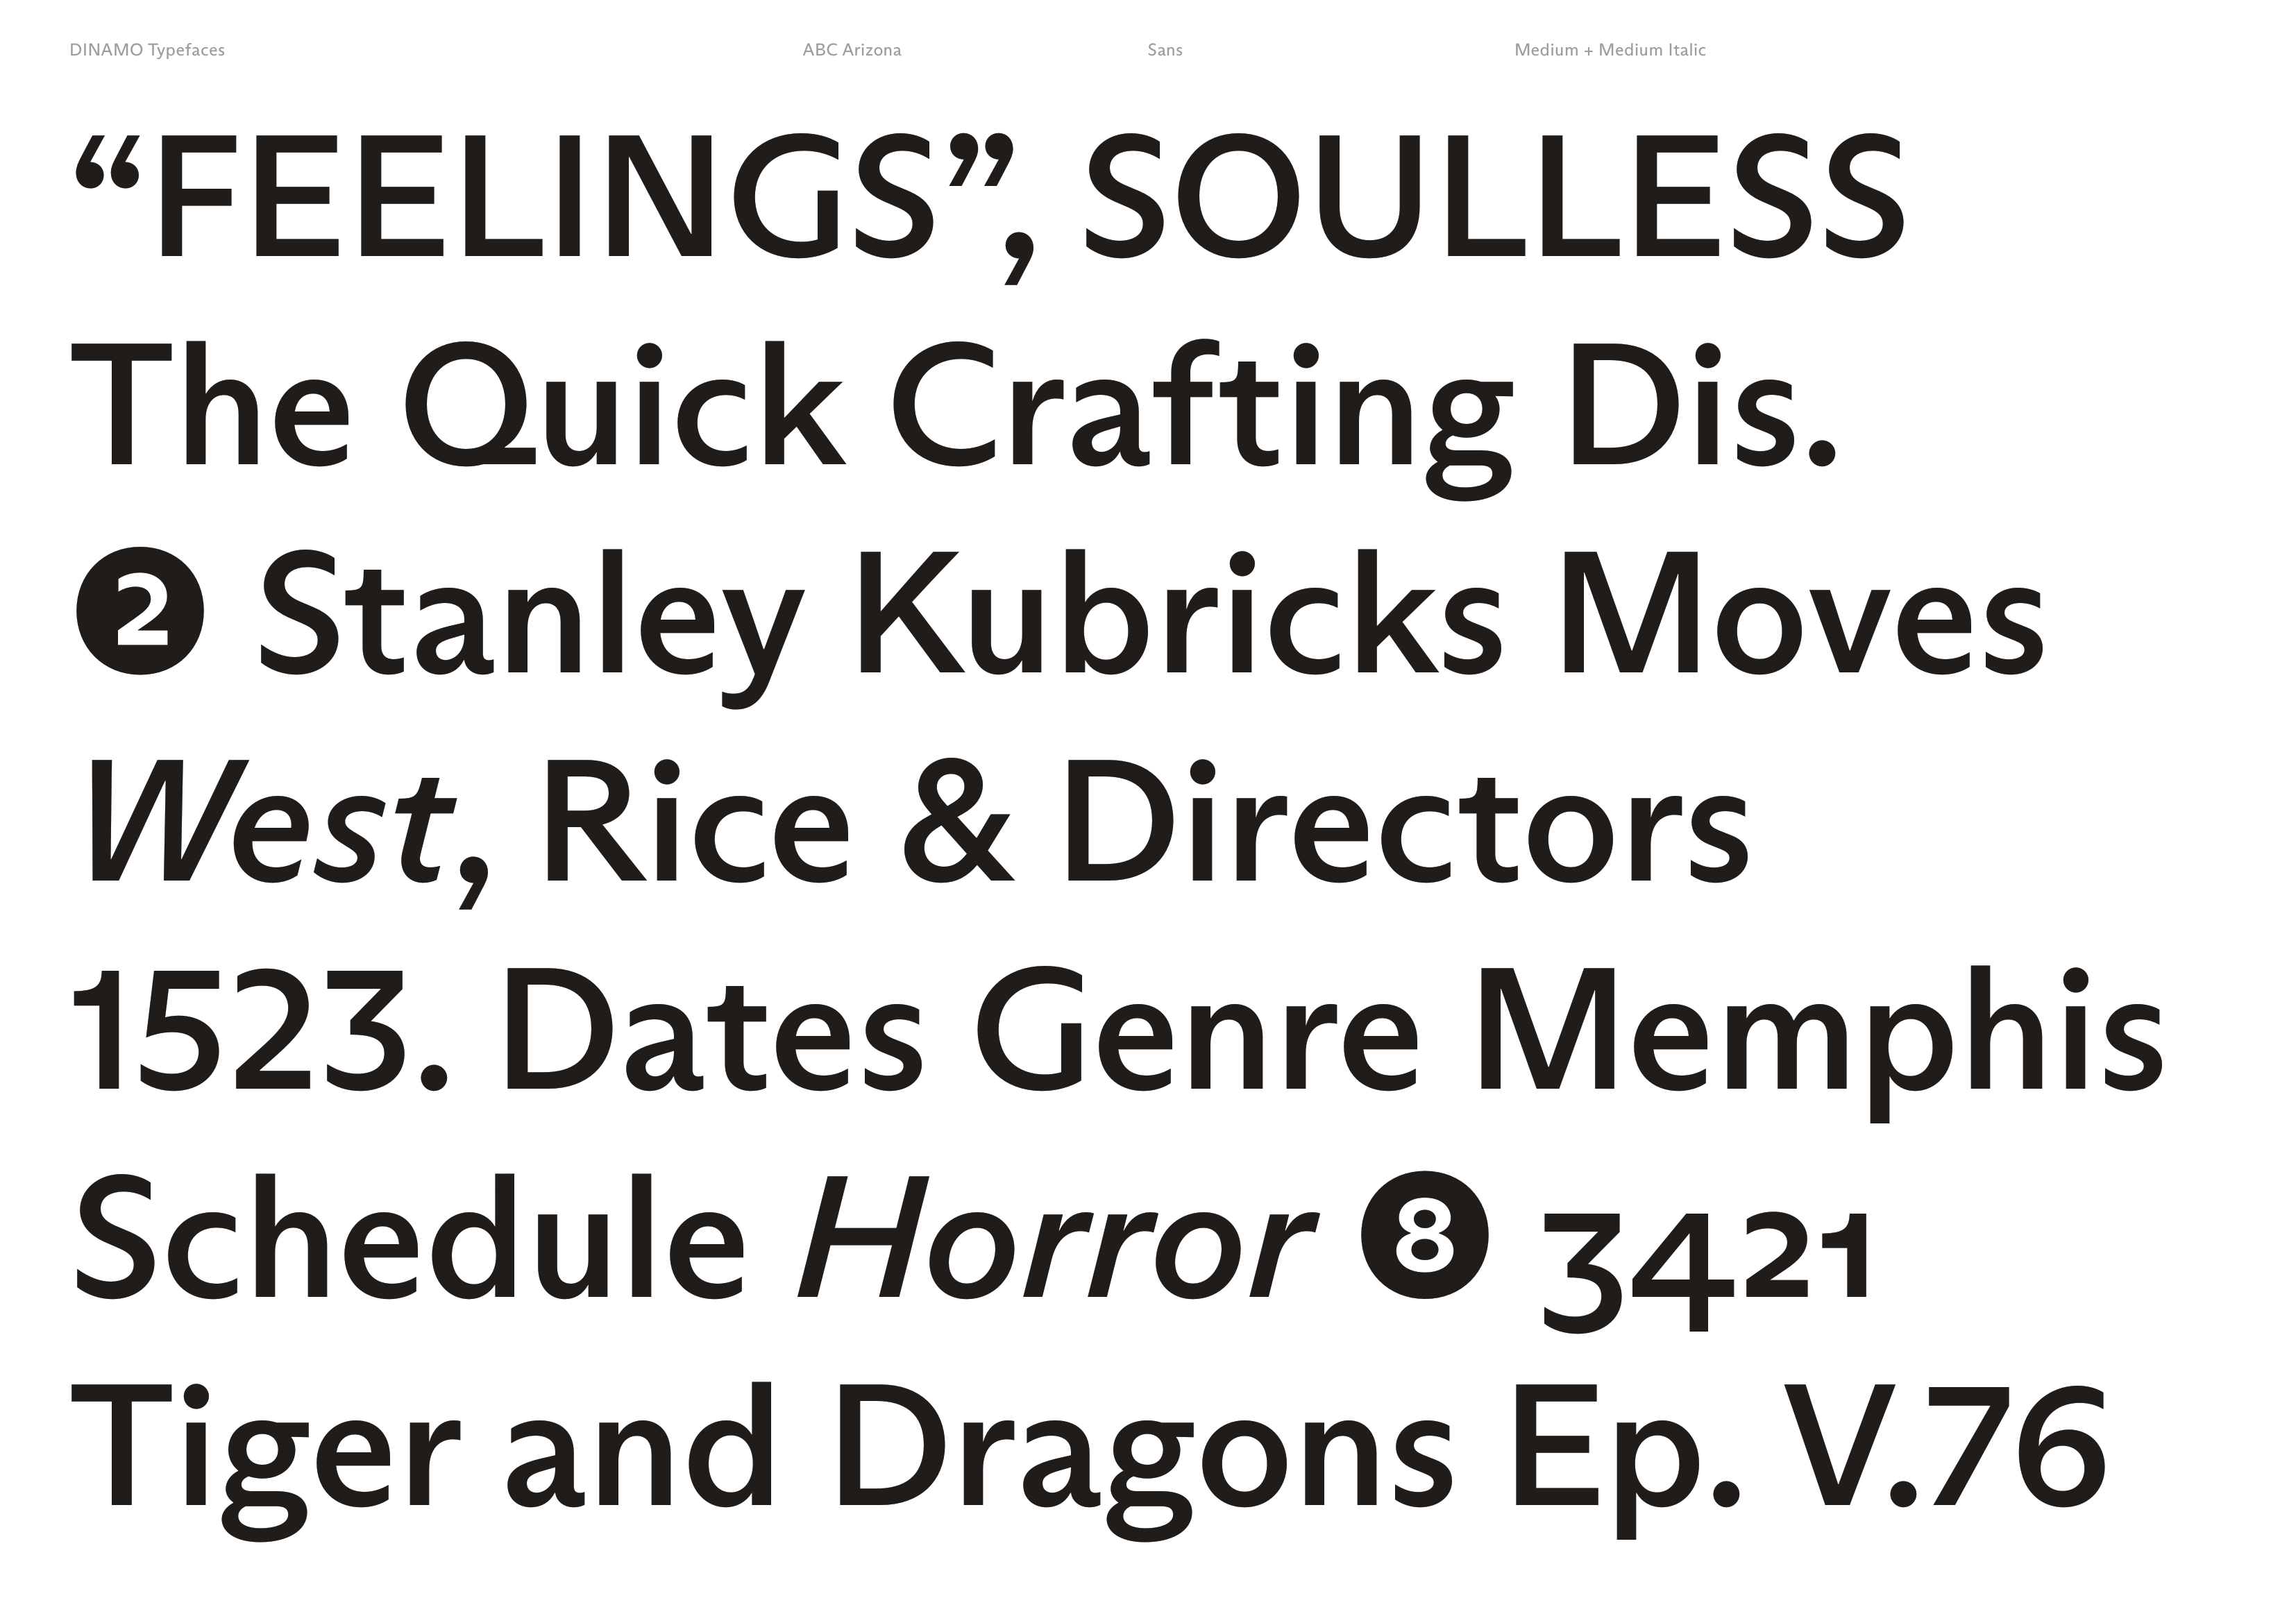 DINAMO Typefaces ABC Arizona Sans Medium + Medium Italic
“FEELINGS”, SOULLESS
The Quick Crafting Dis.
❷ Stanley Kubricks Moves
West, Rice & Directors
1523. Dates Genre Memphis
Schedule Horror ❽ 3421
Tiger and Dragons Ep. V.76